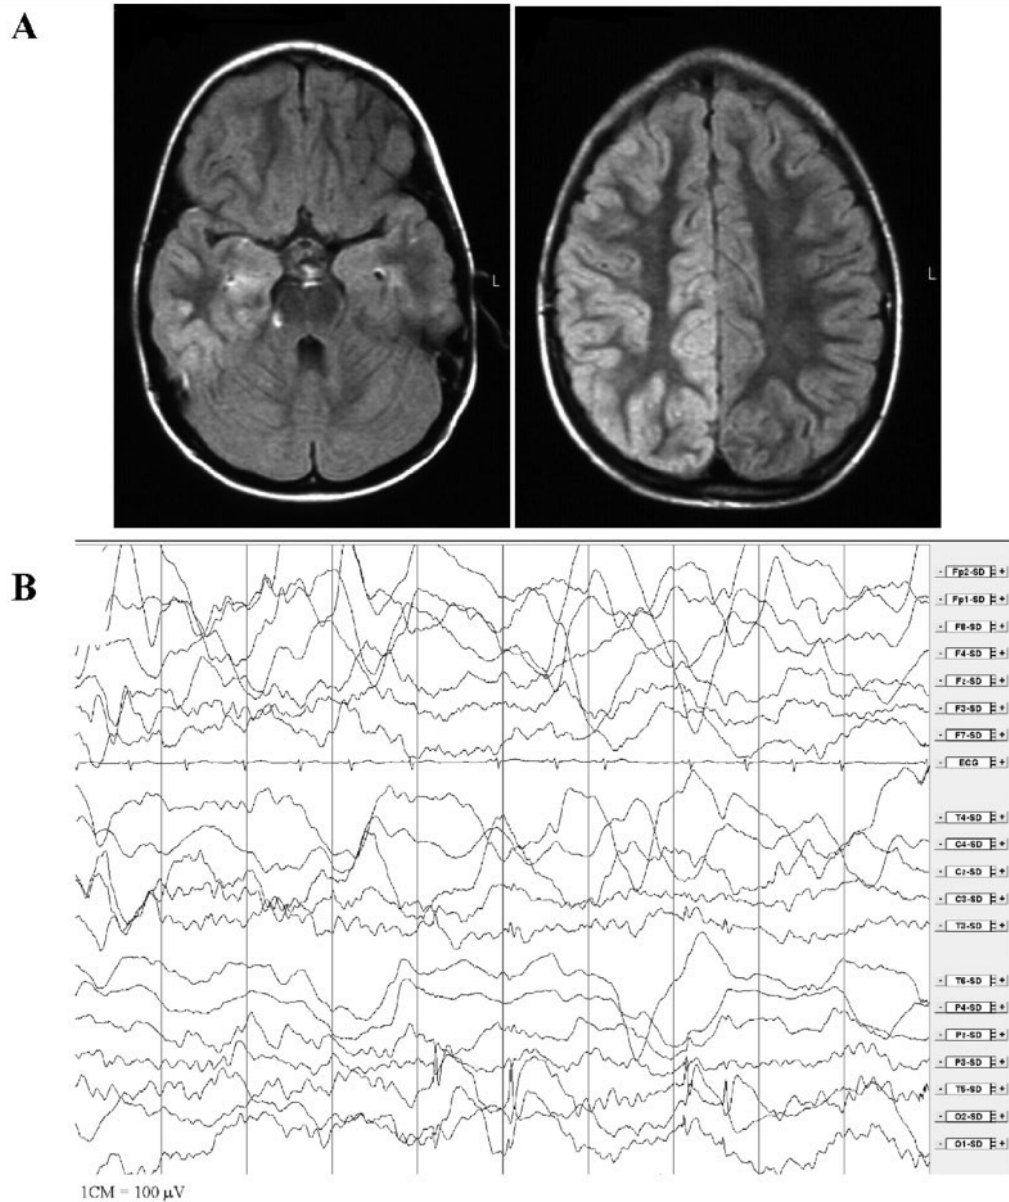 A
L
L
B
- Fp2-SD +
- Fp1-SD +
- F8-SD +
- F4-SD +
- Fz-SD +
- F3-SD +
- F7-SD +
- ECG +
- T4-SD +
- C4-SD +
- Cz-SD +
- C3-SD +
- T3-SD +
- T6-SD +
- P4-SD +
- Pz-SD +
- P3-SD +
- T5-SD +
- O2-SD +
- O1-SD +
1CM = 100 μV